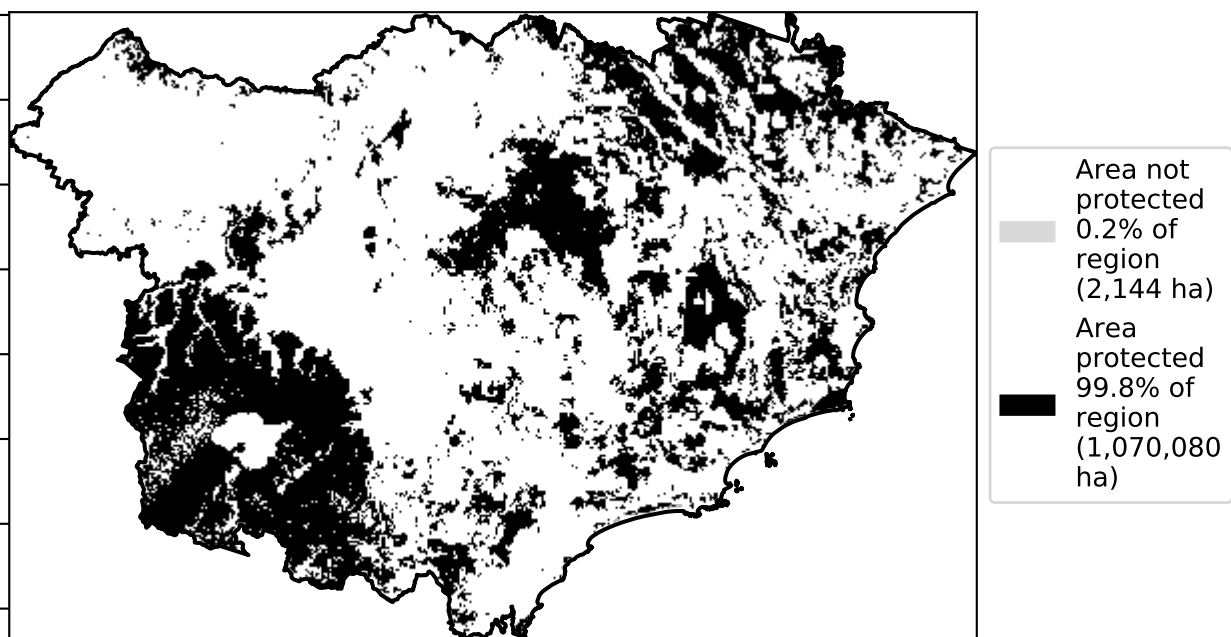 Area not
protected
0.2% of
region
(2,144 ha)
Area
protected
99.8% of
region
(1,070,080
ha)